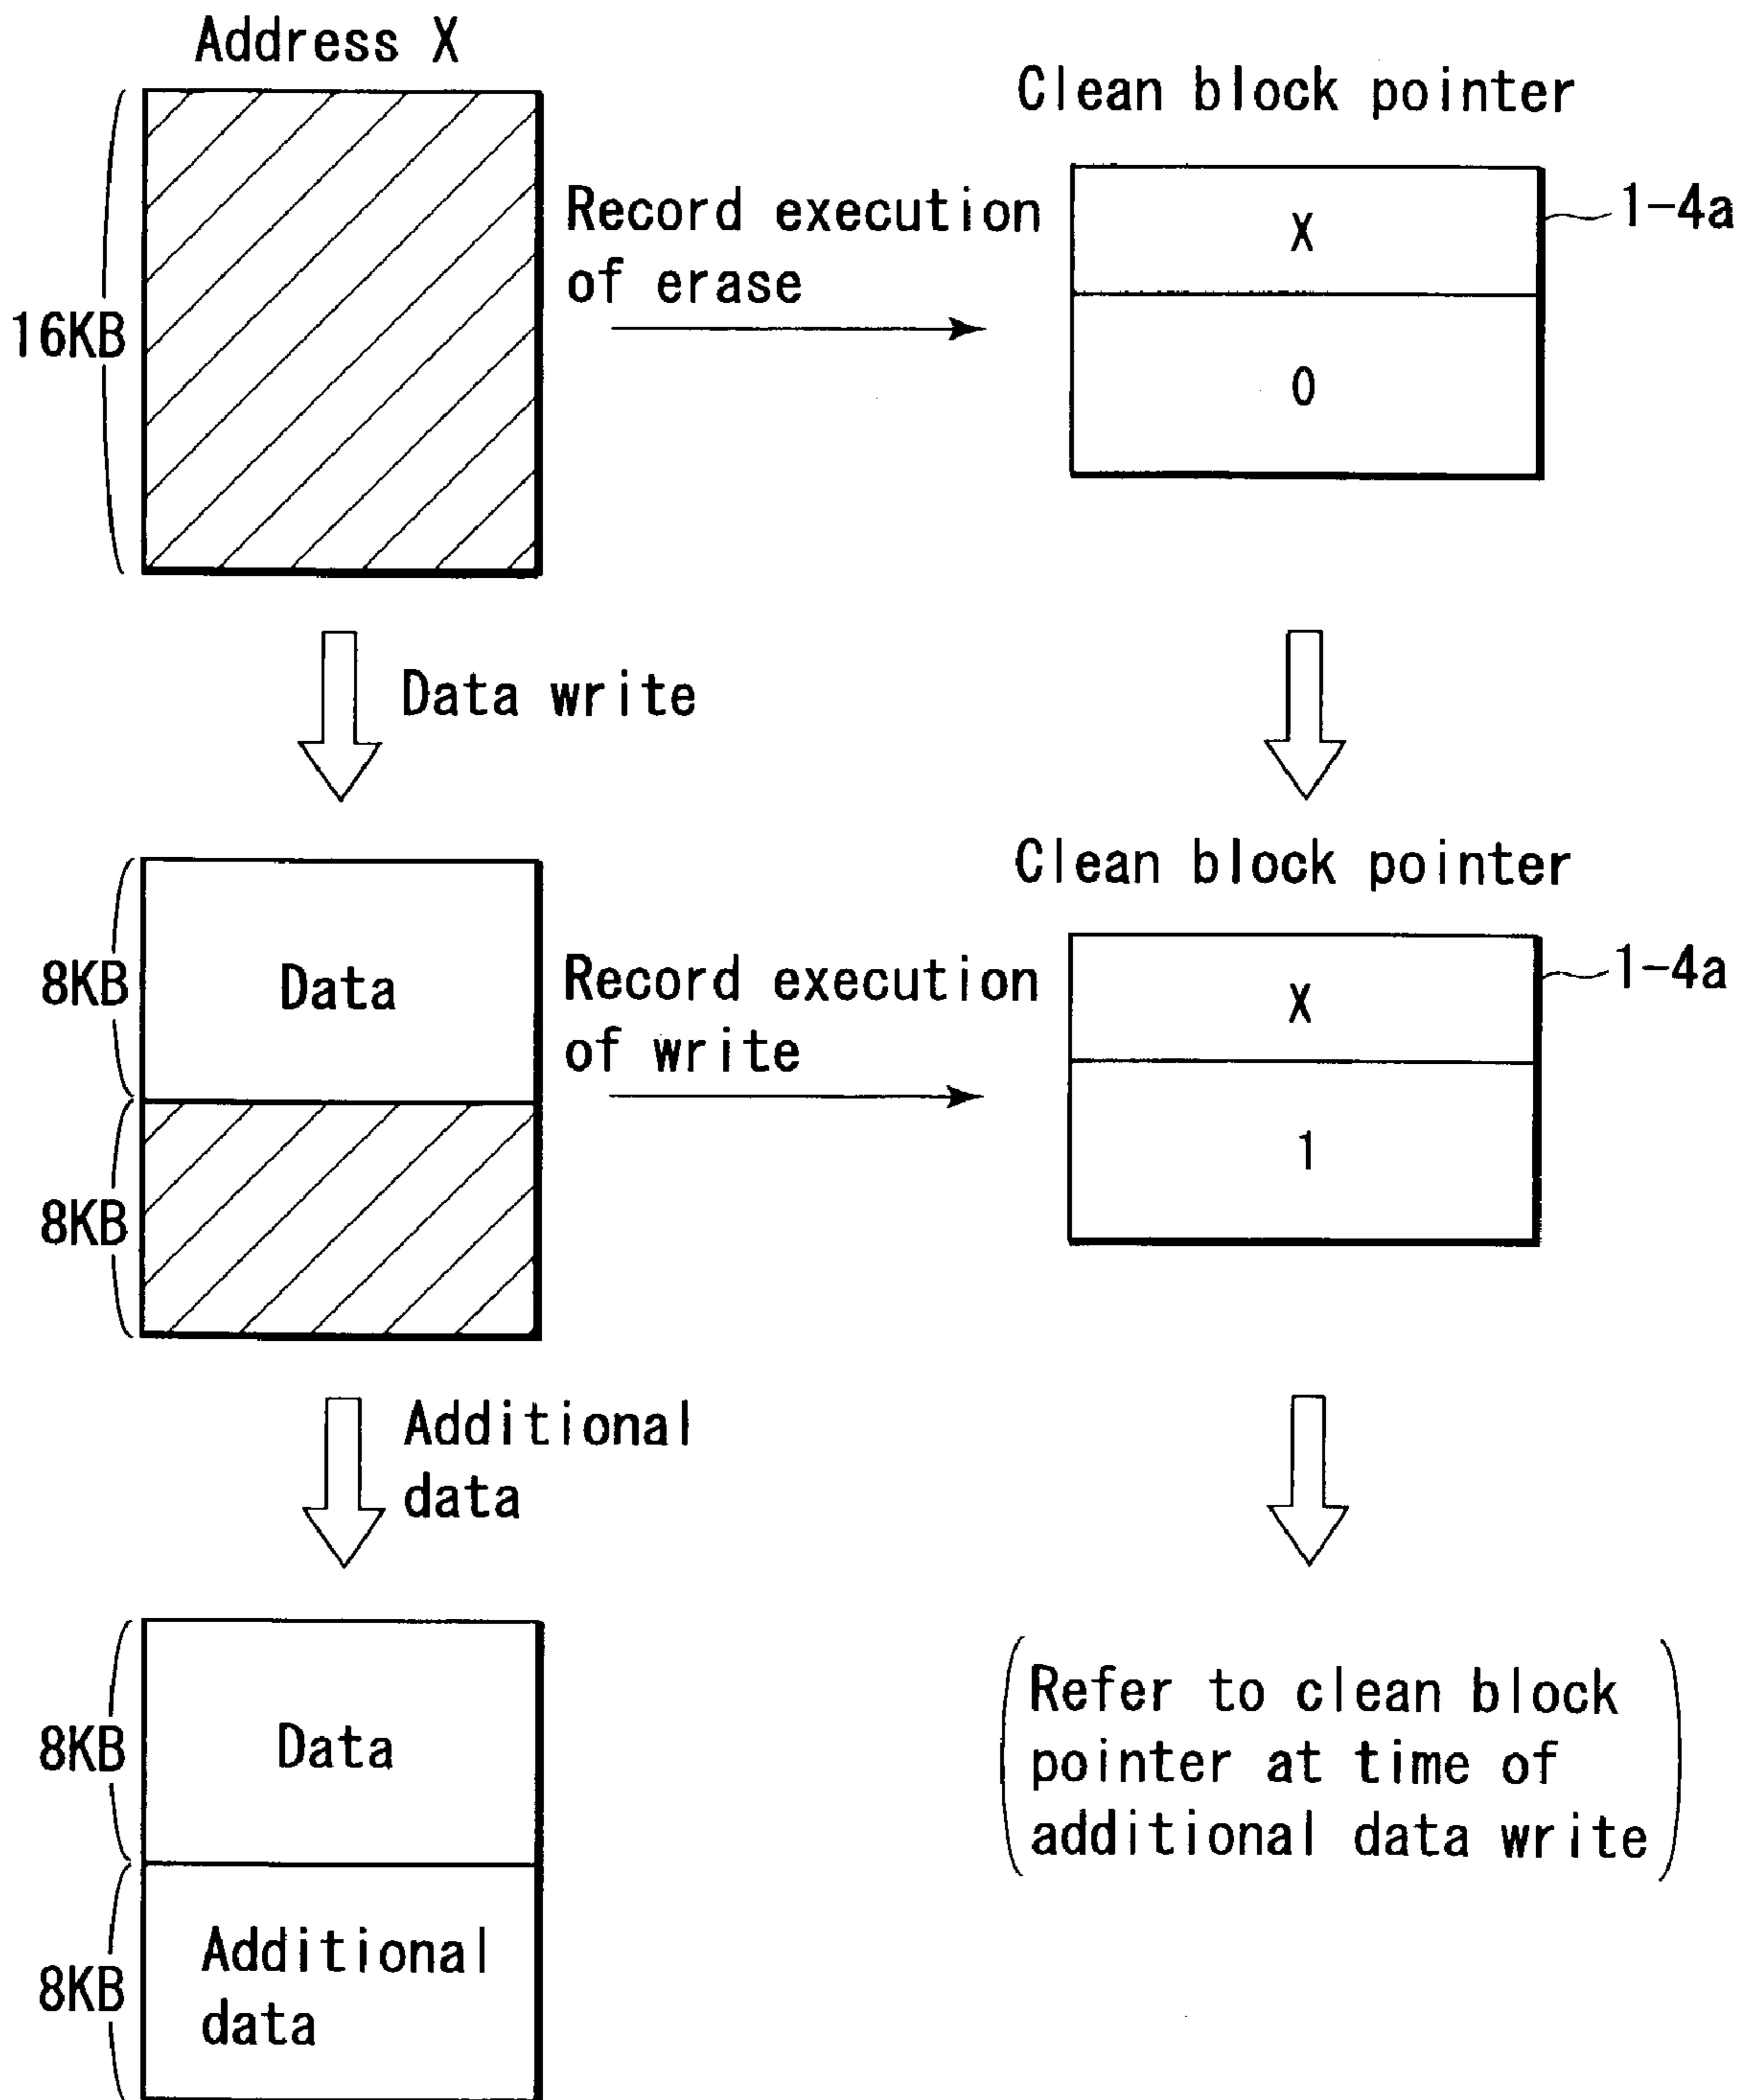 Address X
Clean block pointer
16KB
Record execution
of erase
X
0
1-4a
Data write
Clean block pointer
8KB
Data
8KB
Record execution
of write
X
1
1-4a
Additional
data
8KB
Data
8KB
Additional
data
Refer to clean block
pointer at time of
additional data write